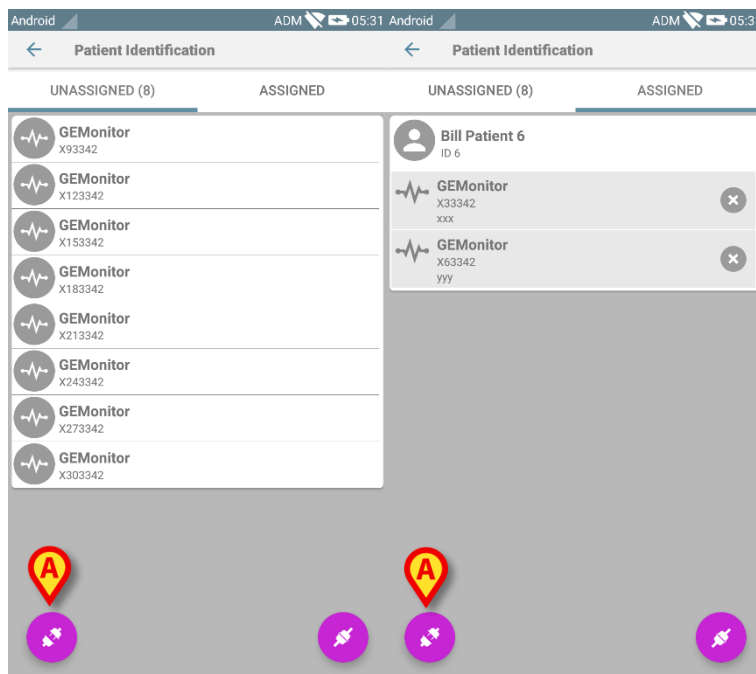 Android ADM 05:31
Patient Identification
UNASSIGNED (8) ASSIGNED
GEMonitor
X93342
GEMonitor
X123342
GEMonitor
X153342
GEMonitor
X183342
GEMonitor
X213342
GEMonitor
X243342
GEMonitor
X273342
GEMonitor
X303342
A
Android ADM 05:3
Patient Identification
UNASSIGNED (8) ASSIGNED
Bill Patient 6
ID 6
GEMonitor
X33342
xxx
GEMonitor
X63342
yyy
A